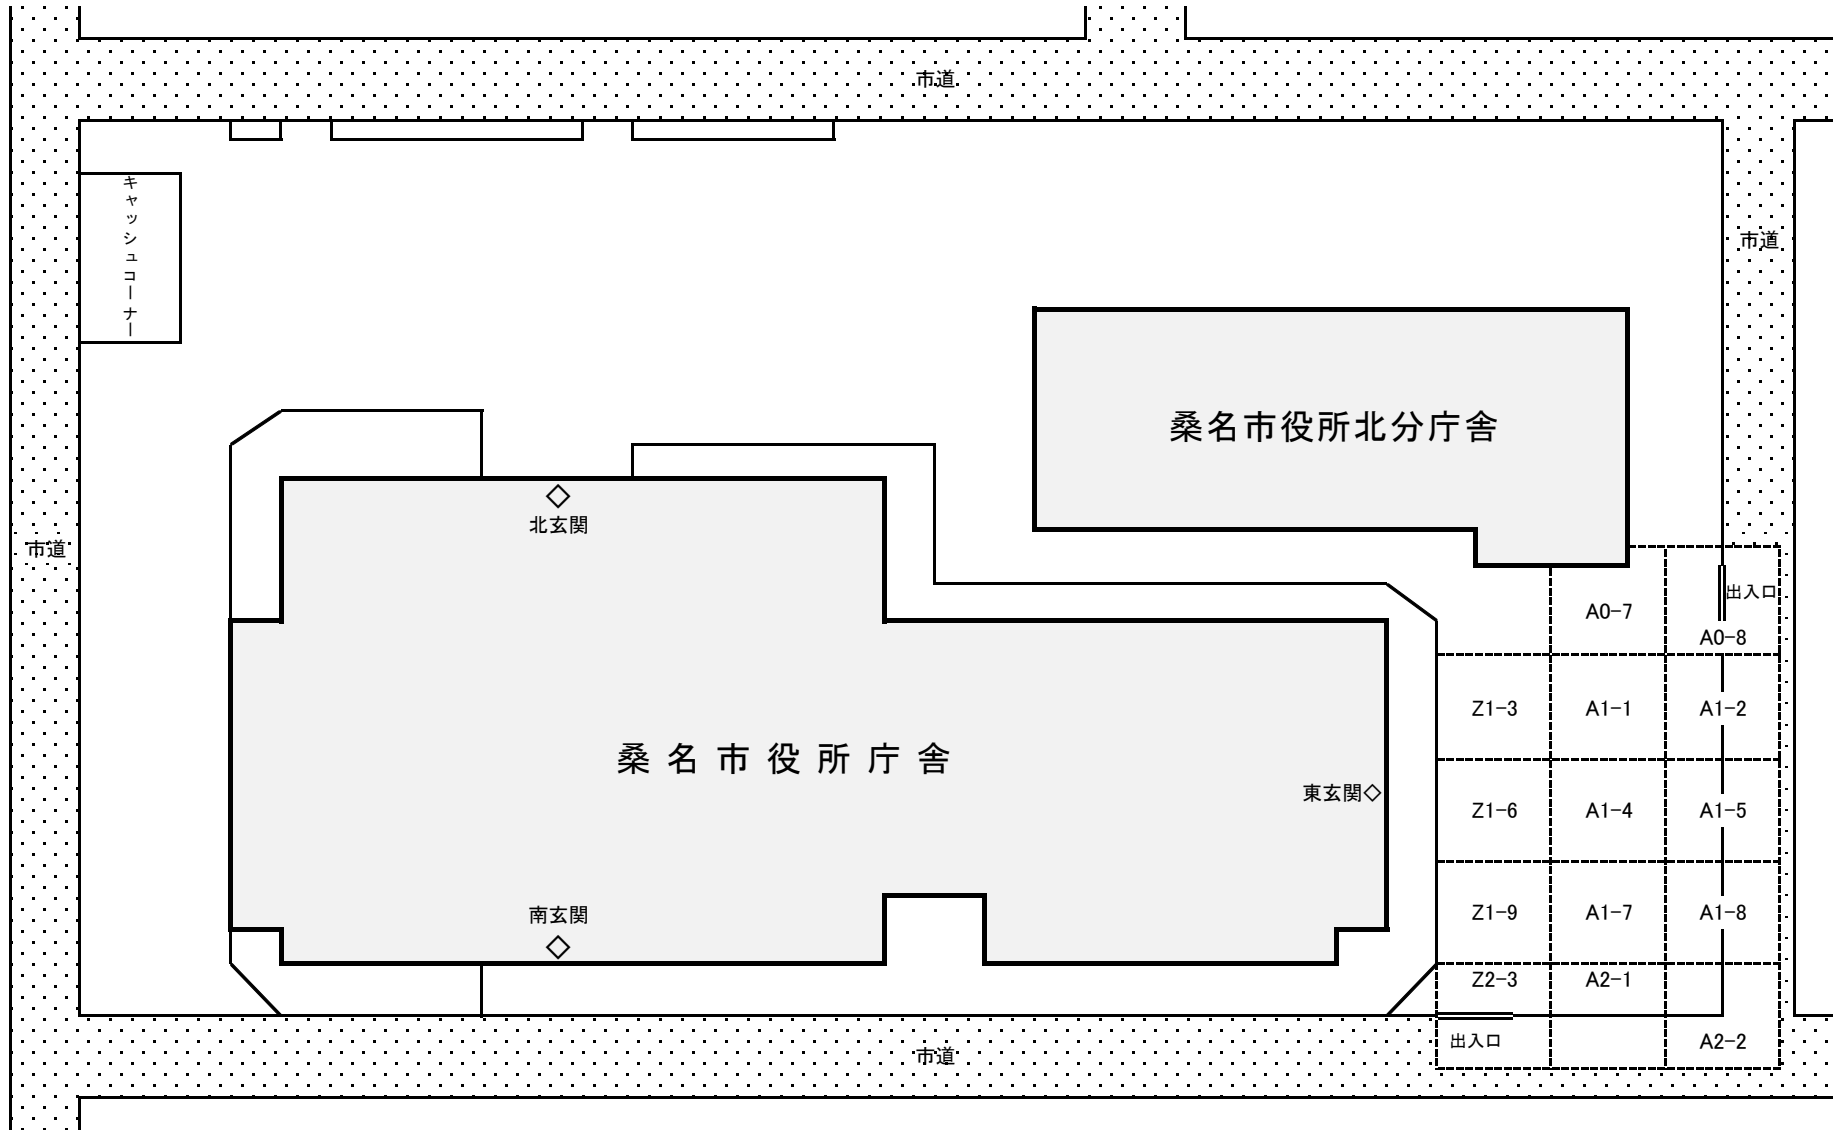 市道
キャッシュコーナー
市道
桑名市役所北分庁舎
北玄関
市道
出入口
A0-7
A0-8
Z1-3
A1-1
A1-2
桑名市役所庁舎
東玄関
Z1-6
A1-4
A1-5
南玄関
Z1-9
A1-7
A1-8
Z2-3
A2-1
出入口
A2-2
市道